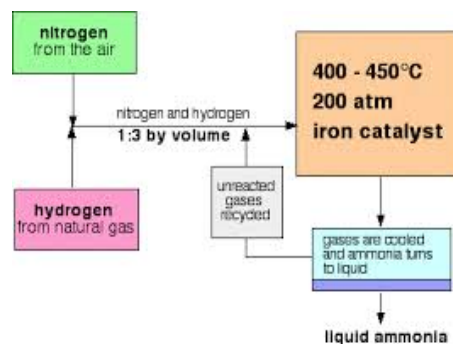 nitrogen
from the air
400 - 450°C
200 atm
iron catalyst
nitrogen and hydrogen
1:3 by volume
hydrogen
from natural gas
unreacted
gases
recycled
gases are cooled
and ammonia turns
to liquid
liquid ammonia